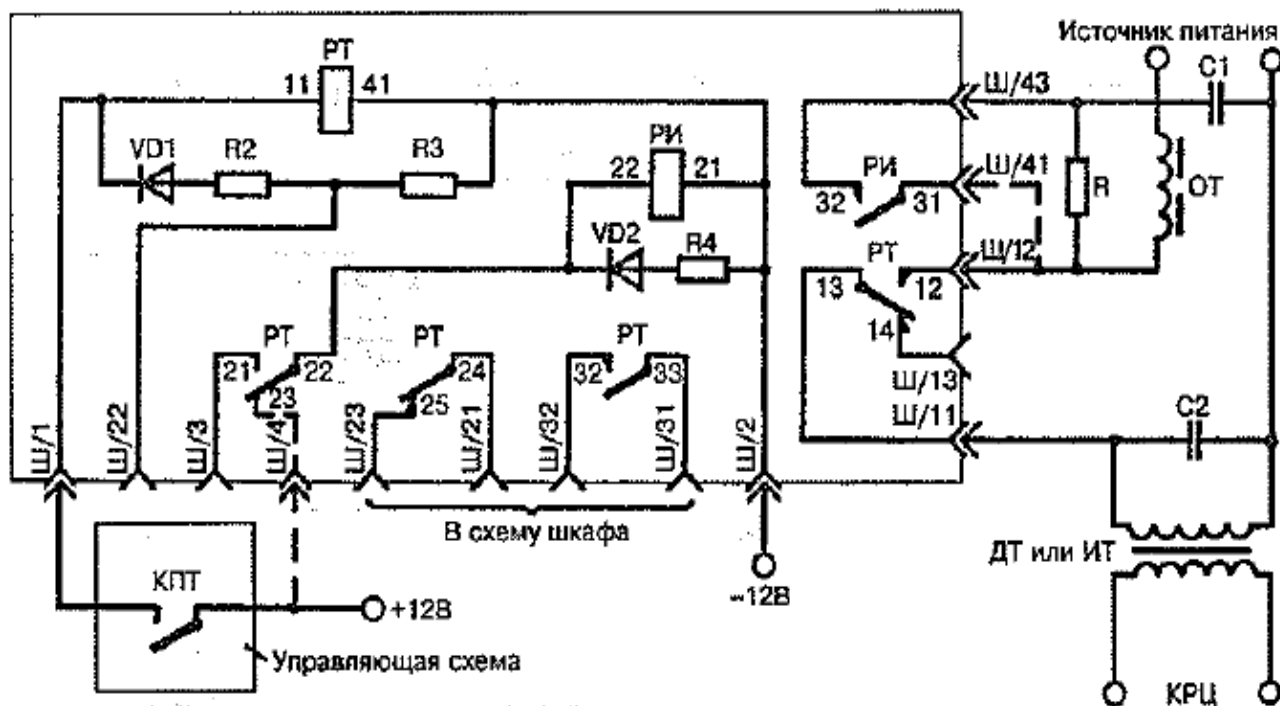 РТ
11
41
VD1
R2
R3
РИ
22
21
VD2
R4
РТ
21
22
23
РТ
24
25
РТ
32
33
Ш/1
Ш/22
Ш/3
Ш/4
Ш/23
Ш/21
Ш/32
Ш/31
Ш/2
В схему шкафа
КПТ
+12В
Управляющая схема
–12В
Источник питания
Ш/43
С1
РИ
32
31
Ш/41
R
ОТ
РТ
13
12
14
Ш/12
Ш/13
Ш/11
С2
ДТ или ИТ
КРЦ